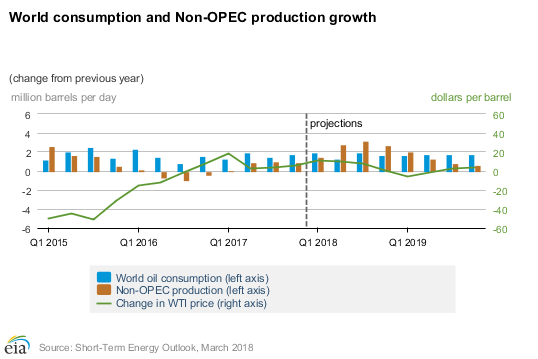 World consumption and Non-OPEC production growth
(change from previous year)
million barrels per day dollars per barrel
6 60
projections
4 40
2 20
0 0
-2 -20
-4 -40
-6 -60
Q1 2015 Q1 2016 Q1 2017 Q1 2018 Q1 2019
World oil consumption (left axis)
Non-OPEC production (left axis)
Change in WTI price (right axis)
eia Source: Short-Term Energy Outlook, March 2018